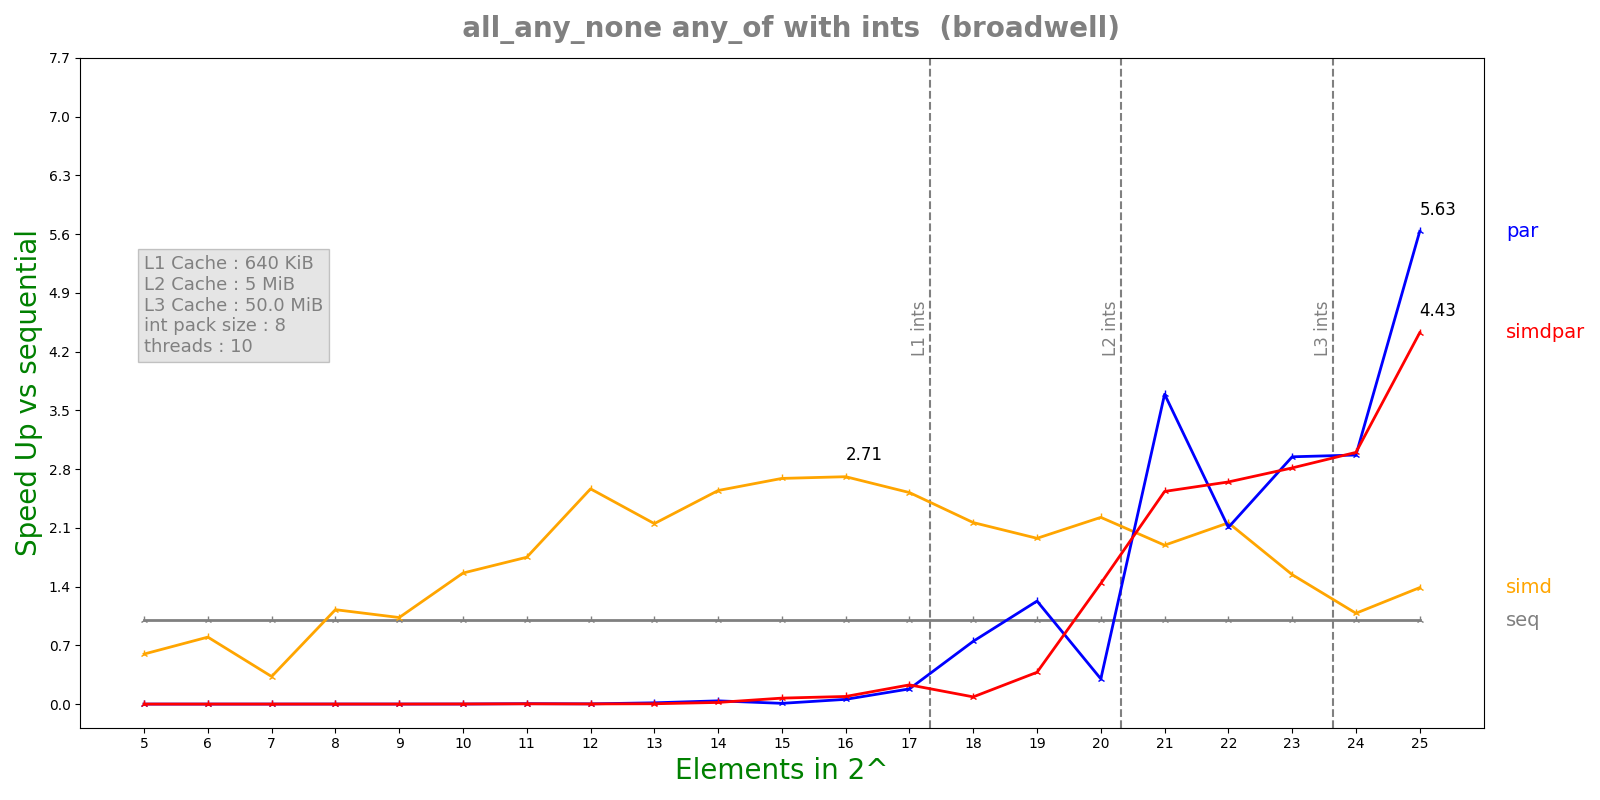 all_any_none any_of with ints  (broadwell)
Speed Up vs sequential
7.7
7.0
6.3
5.6
4.9
4.2
3.5
2.8
2.1
1.4
0.7
0.0
L1 Cache : 640 KiB
L2 Cache : 5 MiB
L3 Cache : 50.0 MiB
int pack size : 8
threads : 10
2.71
L1 ints
L2 ints
L3 ints
5.63
4.43
par
simdpar
simd
seq
5 6 7 8 9 10 11 12 13 14 15 16 17 18 19 20 21 22 23 24 25
Elements in 2^